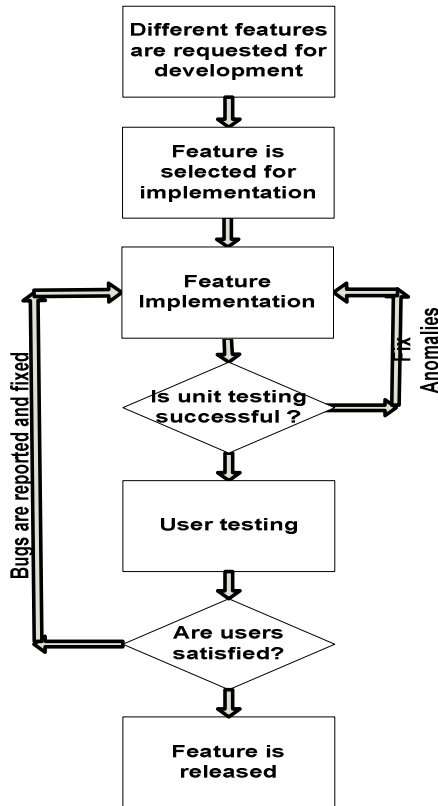 Different features
are requested for
development
Feature is
selected for
implementation
Feature
Implementation
Fix
Anomalies
Is unit testing
successful ?
Bugs are reported and fixed
User testing
Are users
satisfied?
Feature is
released